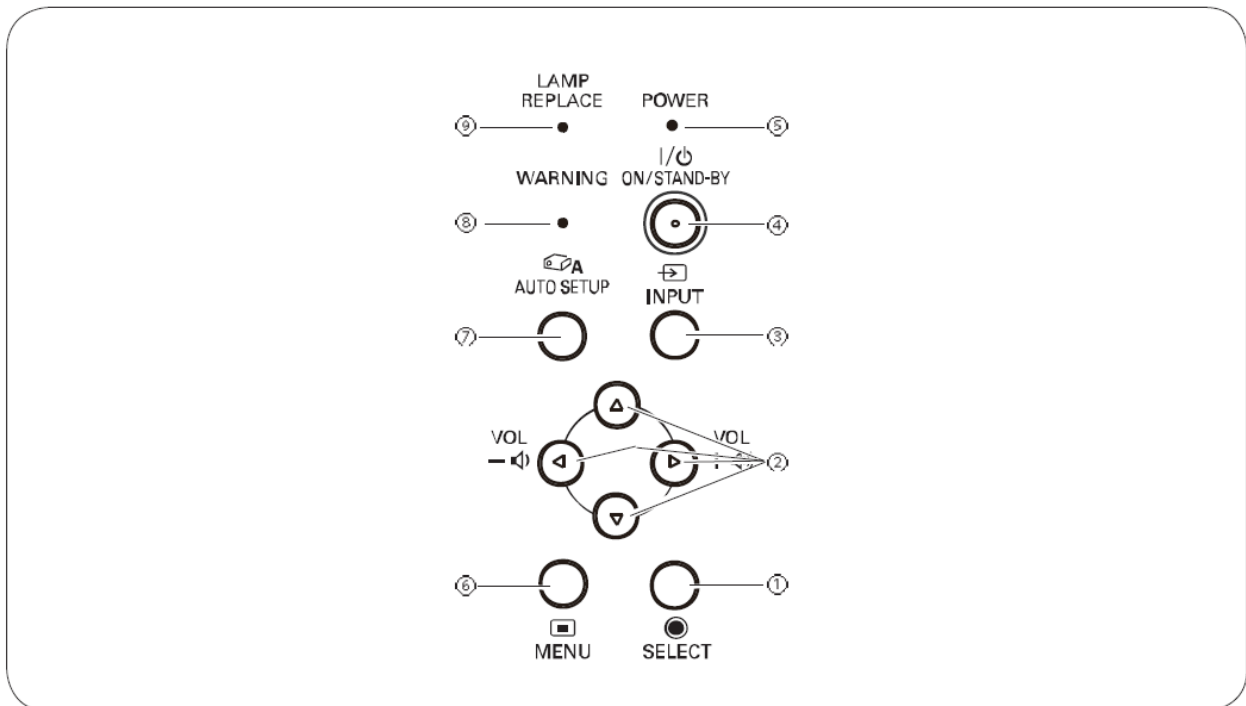 LAMP
REPLACE POWER
⑨ ⑤
I/⏻
WARNING ON/STAND-BY
⑧ ④
A
AUTO SETUP INPUT
⑦ ③
VOL VOL
– + ②
⑥ ①
MENU SELECT